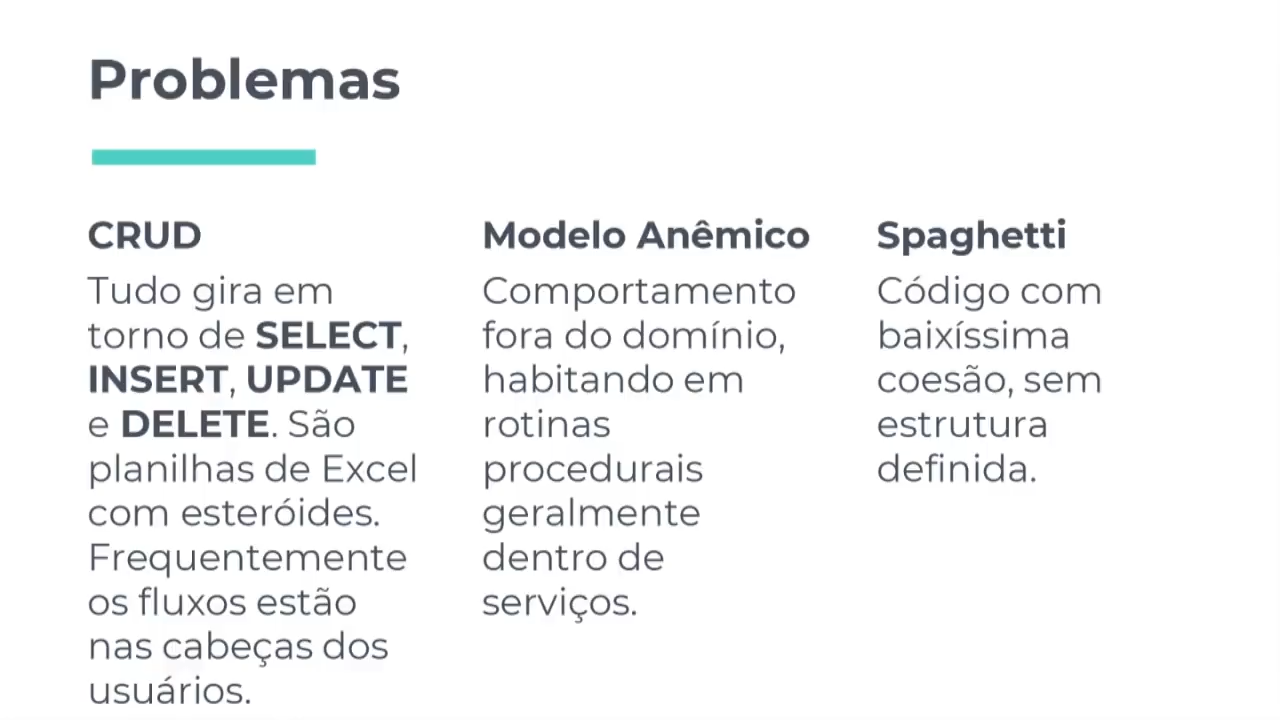 Problemas
CRUD
Tudo gira em
torno de SELECT,
INSERT, UPDATE
e DELETE. São
planilhas de Excel
com esteróides.
Frequentemente
os fluxos estão
nas cabeças dos
usuários.
Modelo Anêmico
Comportamento
fora do domínio,
habitando em
rotinas
procedurais
geralmente
dentro de
serviços.
Spaghetti
Código com
baixíssima
coesão, sem
estrutura
definida.